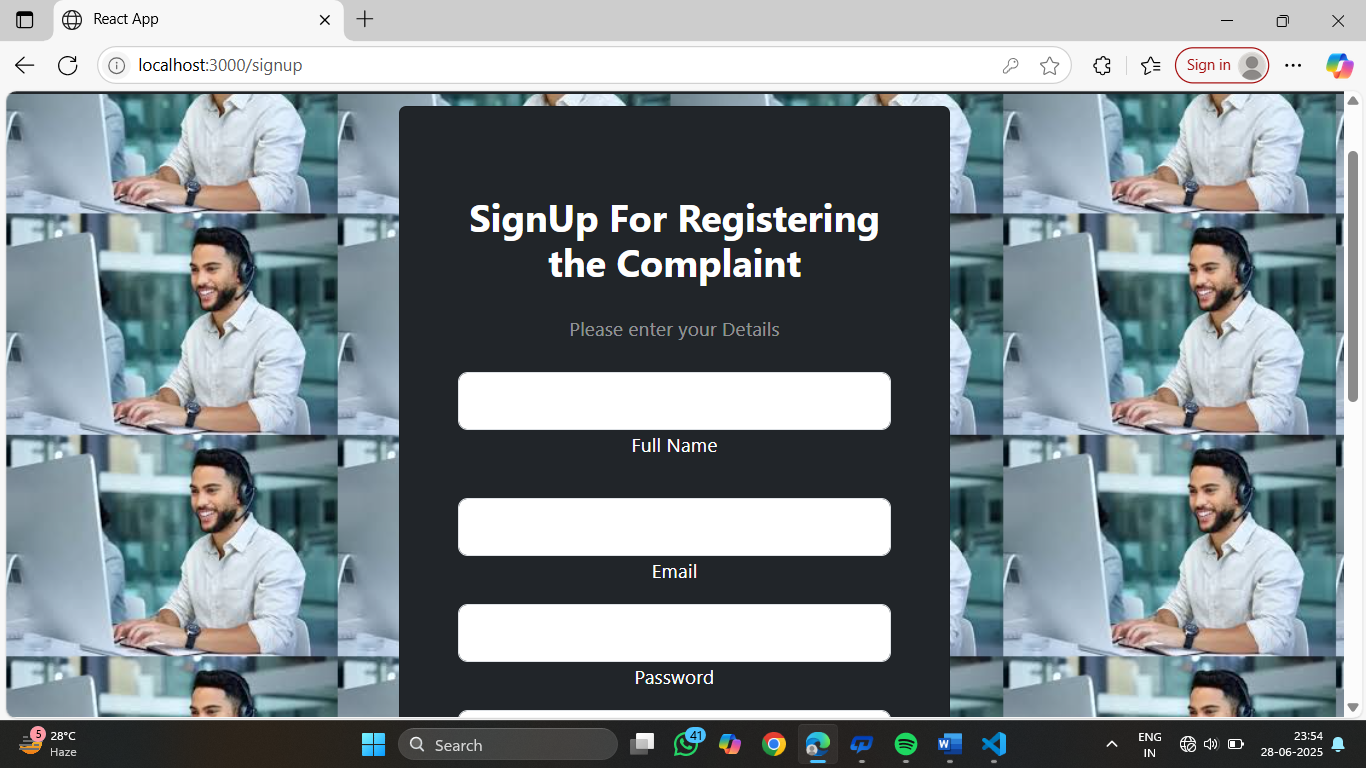 React App
localhost:3000/signup
Sign in
SignUp For Registering
the Complaint
Please enter your Details
Full Name
Email
Password
5
28°C
Haze
Search
41
ENG
IN
23:54
28-06-2025